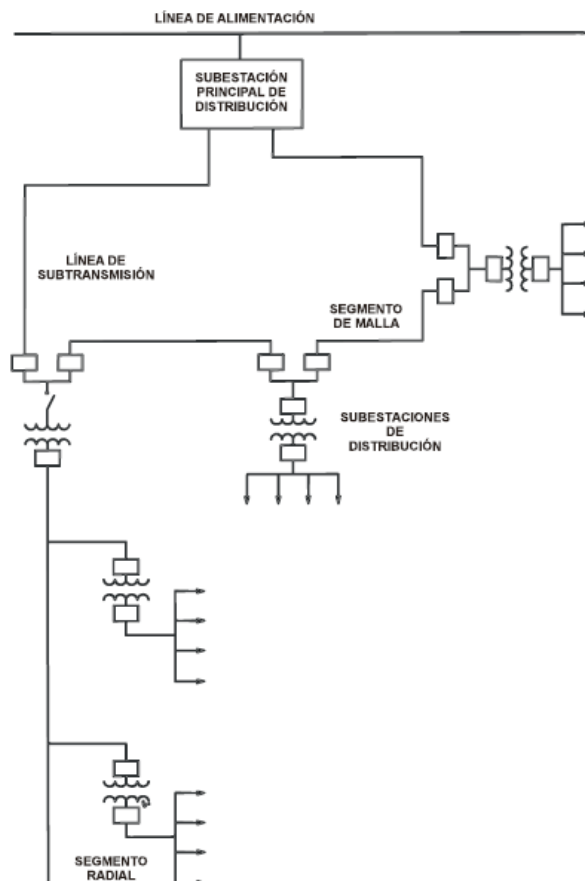 LÍNEA DE ALIMENTACIÓN
SUBESTACIÓN
PRINCIPAL DE
DISTRIBUCIÓN
LÍNEA DE
SUBTRANSMISIÓN
SEGMENTO
DE MALLA
SUBESTACIONES
DE
DISTRIBUCIÓN
SEGMENTO
RADIAL